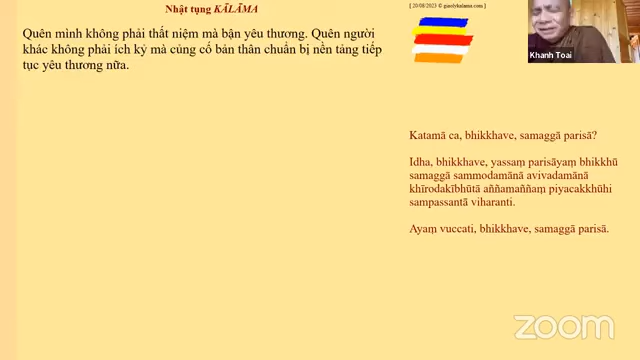 Nhật tụng KĀLĀMA
Quên mình không phải thất niệm mà bận yêu thương. Quên người
khác không phải ích kỷ mà củng cố bản thân chuẩn bị nền tảng tiếp
tục yêu thương nữa.
[ 20/08/2023 © giaolykalama.com ]
Khanh Toai
Katamā ca, bhikkhave, samaggā parisā?
Idha, bhikkhave, yassaṃ parisāyaṃ bhikkhū
samaggā sammodamānā avivadamānā
khīrodakībhūtā aññamaññaṃ piyacakkhūhi
sampassantā viharanti.
Ayaṃ vuccati, bhikkhave, samaggā parisā.
zoom